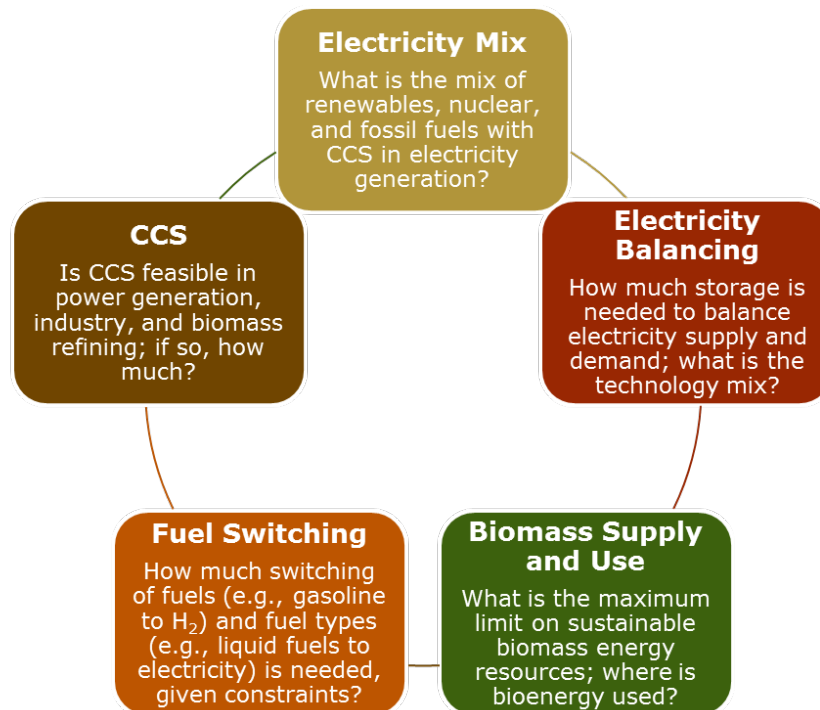 Electricity Mix
What is the mix of
renewables, nuclear,
and fossil fuels with
CCS in electricity
generation?
Electricity
Balancing
How much storage is
needed to balance
electricity supply and
demand; what is the
technology mix?
Biomass Supply
and Use
What is the maximum
limit on sustainable
biomass energy
resources; where is
bioenergy used?
Fuel Switching
How much switching
of fuels (e.g., gasoline
to H₂) and fuel types
(e.g., liquid fuels to
electricity) is needed,
given constraints?
CCS
Is CCS feasible in
power generation,
industry, and biomass
refining; if so, how
much?